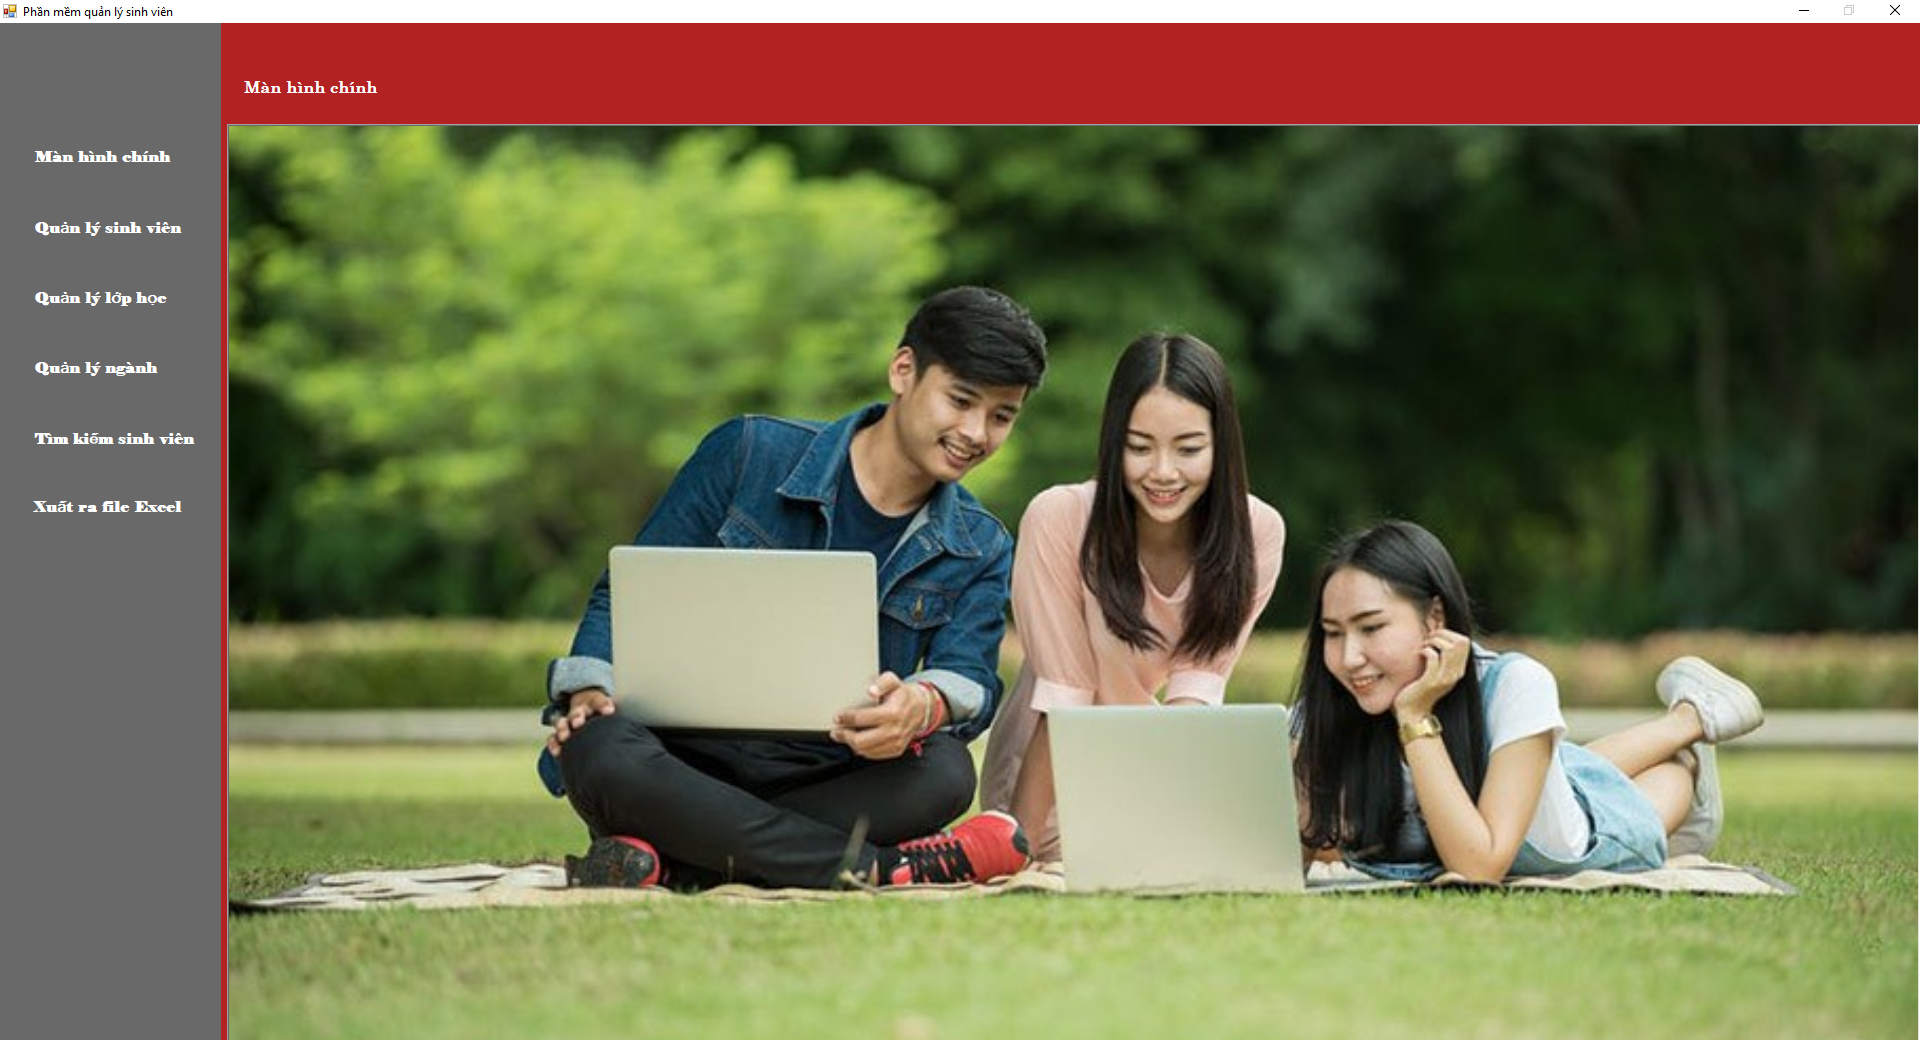 Phần mềm quản lý sinh viên
Màn hình chính
Màn hình chính
Quản lý sinh viên
Quản lý lớp học
Quản lý ngành
Tìm kiếm sinh viên
Xuất ra file Excel